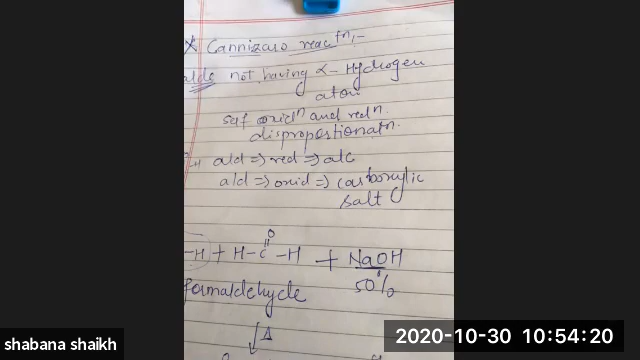 * Cannizaro reacⁿ,-
alde not having α- Hydrogen
atom
self oxidⁿ and redⁿ.
disproportionatⁿ.
ald ⇒ red ⇒ alc
ald ⇒ oxid ⇒ Carboxylic
salt
O
-H + H-C-H + NaOH
formaldehyde 50%
Δ
shabana shaikh
2020-10-30 10:54:20